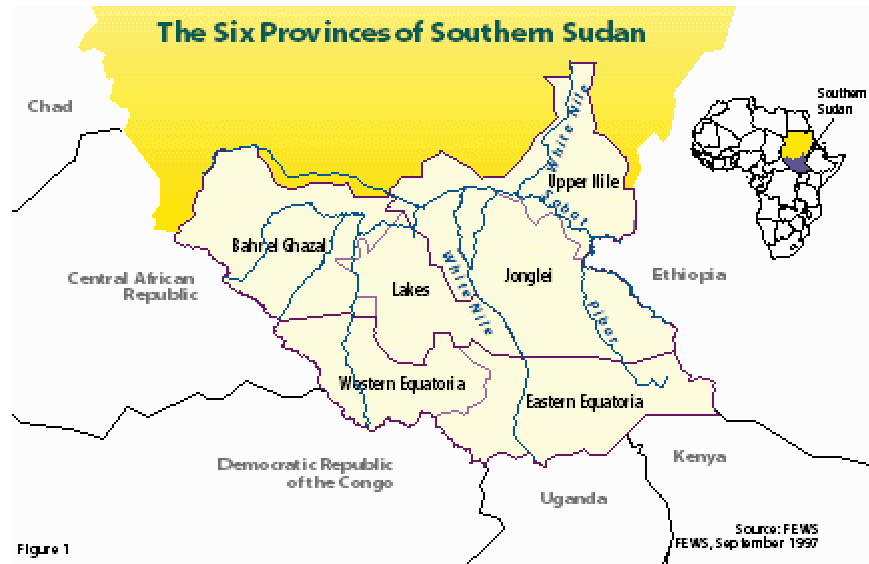 The Six Provinces of Southern Sudan
Chad
Southern
Sudan
White Nile
Upper Nile
Sobat
Bahr el Ghazal
Central African
Republic
Lakes
White Nile
Jonglei
Ethiopia
Pibor
Western Equatoria
Eastern Equatoria
Democratic Republic
of the Congo
Kenya
Uganda
Source: FEWS
FEWS, September 1997
Figure 1